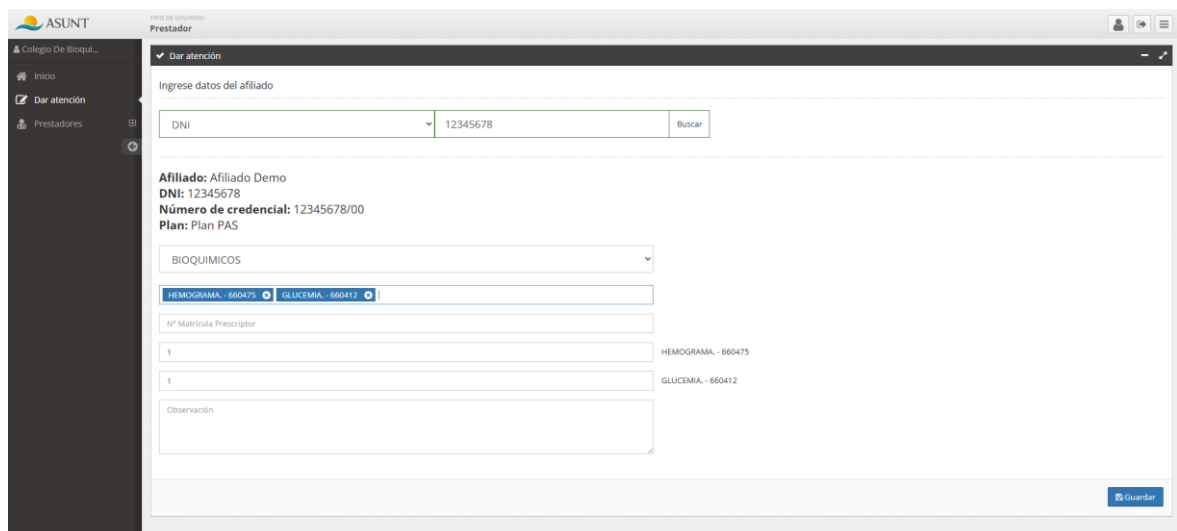 ASUNT
TIPO DE USUARIO:
Prestador
Colegio De Bioquí...
Inicio
Dar atención
Prestadores
Dar atención
Ingrese datos del afiliado
DNI 12345678 Buscar
Afiliado: Afiliado Demo
DNI: 12345678
Número de credencial: 12345678/00
Plan: Plan PAS
BIOQUIMICOS
HEMOGRAMA. - 660475 GLUCEMIA. - 660412
Nº Matrícula Prescriptor
1 HEMOGRAMA. - 660475
1 GLUCEMIA. - 660412
Observación
Guardar